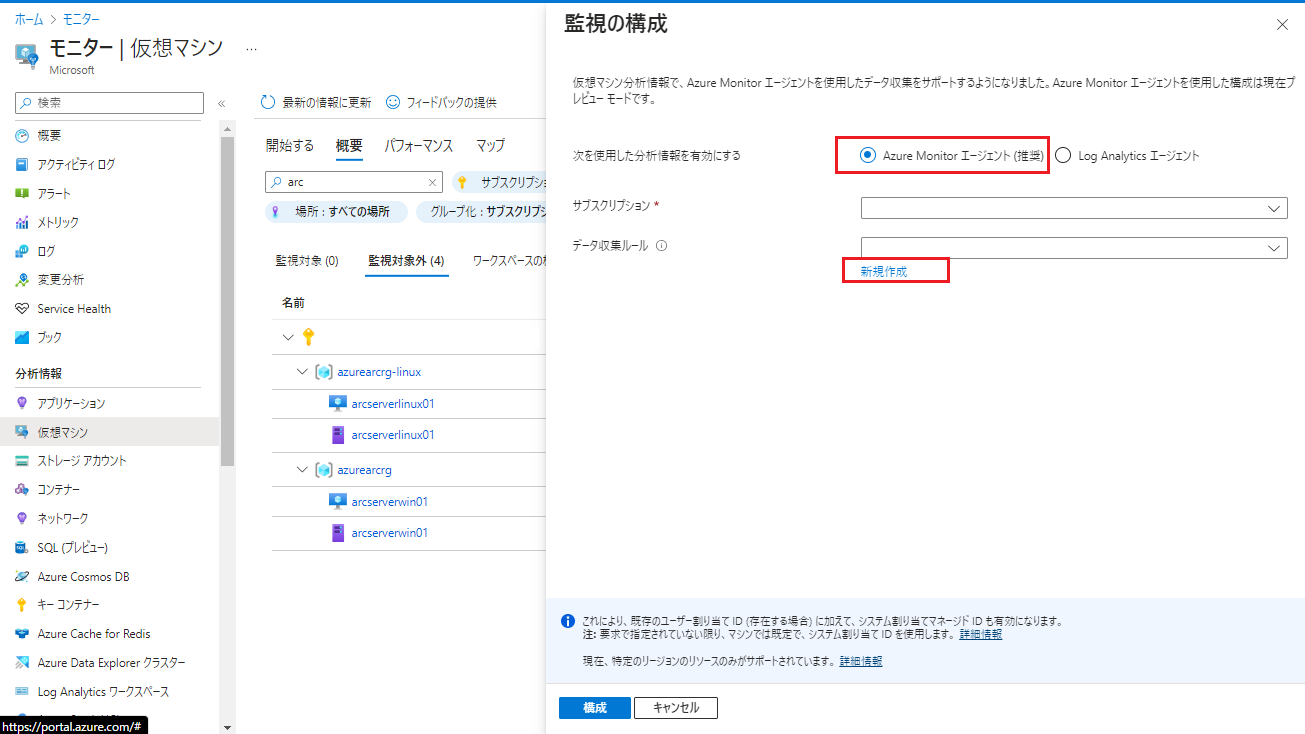 ホーム > モニター
モニター | 仮想マシン ...
Microsoft
検索
«
概要
アクティビティ ログ
アラート
メトリック
ログ
変更分析
Service Health
ブック
分析情報
アプリケーション
仮想マシン
ストレージ アカウント
コンテナー
ネットワーク
SQL (プレビュー)
Azure Cosmos DB
キー コンテナー
Azure Cache for Redis
Azure Data Explorer クラスター
Log Analytics ワークスペース
https://portal.azure.com/#
最新の情報に更新 フィードバックの提供
開始する 概要 パフォーマンス マップ
arc サブスクリプショ
場所 : すべての場所 グループ化 : サブスクリプシ
監視対象 (0) 監視対象外 (4) ワークスペースの
名前
azurearcrg-linux
arcserverlinux01
arcserverlinux01
azurearcrg
arcserverwin01
arcserverwin01
監視の構成
仮想マシン分析情報で、Azure Monitor エージェントを使用したデータ収集をサポートするようになりました。Azure Monitor エージェントを使用した構成は現在プ
レビュー モードです。
次を使用した分析情報を有効にする Azure Monitor エージェント (推奨) Log Analytics エージェント
サブスクリプション *
データ収集ルール
新規作成
これにより、既存のユーザー割り当て ID (存在する場合) に加えて、システム割り当てマネージド ID も有効になります。
注: 要求で指定されていない限り、マシンでは既定で、システム割り当て ID を使用します。 詳細情報
現在、特定のリージョンのリソースのみがサポートされています。 詳細情報
構成 キャンセル